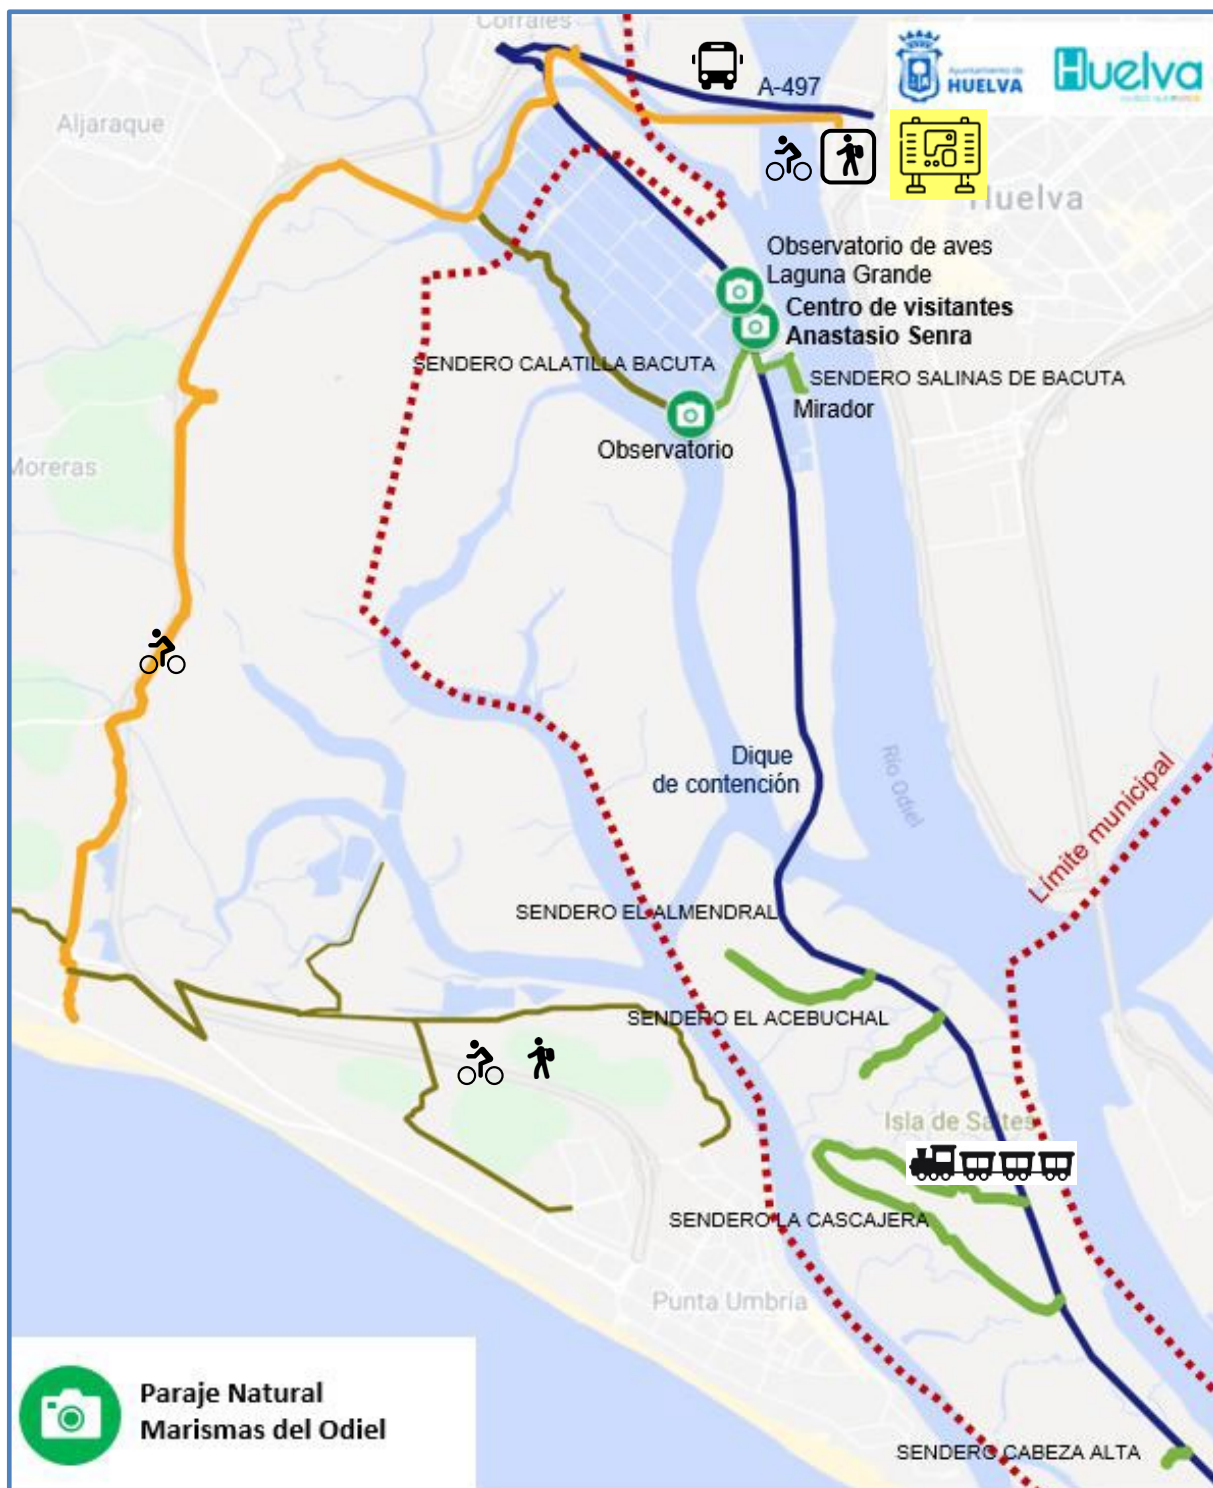 Corrales
A-497
Ayuntamiento de
HUELVA
Huelva
Aljaraque
Huelva
Observatorio de aves
Laguna Grande
Centro de visitantes
Anastasio Senra
SENDERO CALATILLA BACUTA
SENDERO SALINAS DE BACUTA
Mirador
Observatorio
Moreras
Dique
de contención
Río Odiel
Límite municipal
SENDERO EL ALMENDRAL
SENDERO EL ACEBUCHAL
Isla de Saltes
SENDERO LA CASCAJERA
Punta Umbría
Paraje Natural
Marismas del Odiel
SENDERO CABEZA ALTA